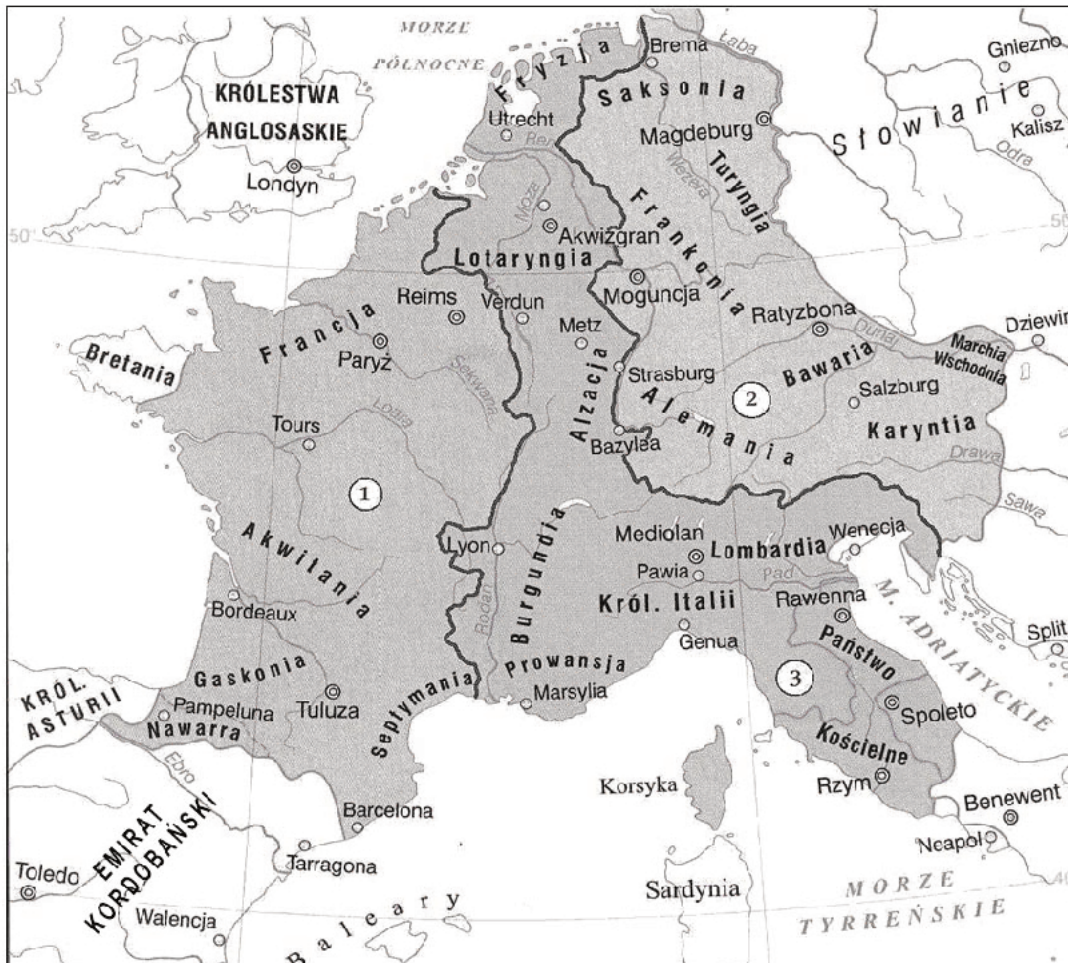 MORZE
PÓŁNOCNE
Fryzja
Brema
Łaba
Gniezno
KRÓLESTWA
ANGLOSASKIE
Saksonia
Utrecht
Ren
Magdeburg
Słowianie
Kalisz
Odra
Londyn
Wezera
Turyngia
50°
Moza
Akwizgran
Frankonia
50
Lotaryngia
Moguncja
Reims
Verdun
Ratyzbona
Francja
Metz
Dunaj
Dziewin
Paryż
Marchia
Wschodnia
Bretania
Sekwana
Alzacja
Strasburg
Bawaria
Salzburg
2
Loara
Alemania
Tours
Bazylea
Karyntia
Drawa
1
Sawa
Akwitania
Lyon
Burgundia
Mediolan
Lombardia
Wenecja
Pawia
Pad
Bordeaux
Rodan
Król. Italii
Rawenna
M. ADRIATYCKIE
Genua
Split
Gaskonia
Prowansja
Państwo
KRÓL.
ASTURII
Septymania
Marsylia
3
Pampeluna
Tuluza
Spoleto
Nawarra
Kościelne
Ebro
Korsyka
Rzym
Barcelona
Benewent
EMIRAT
KORDOBAŃSKI
Neapol
Tarragona
Toledo
Sardynia
MORZE
40
TYRREŃSKIE
Walencja
Baleary